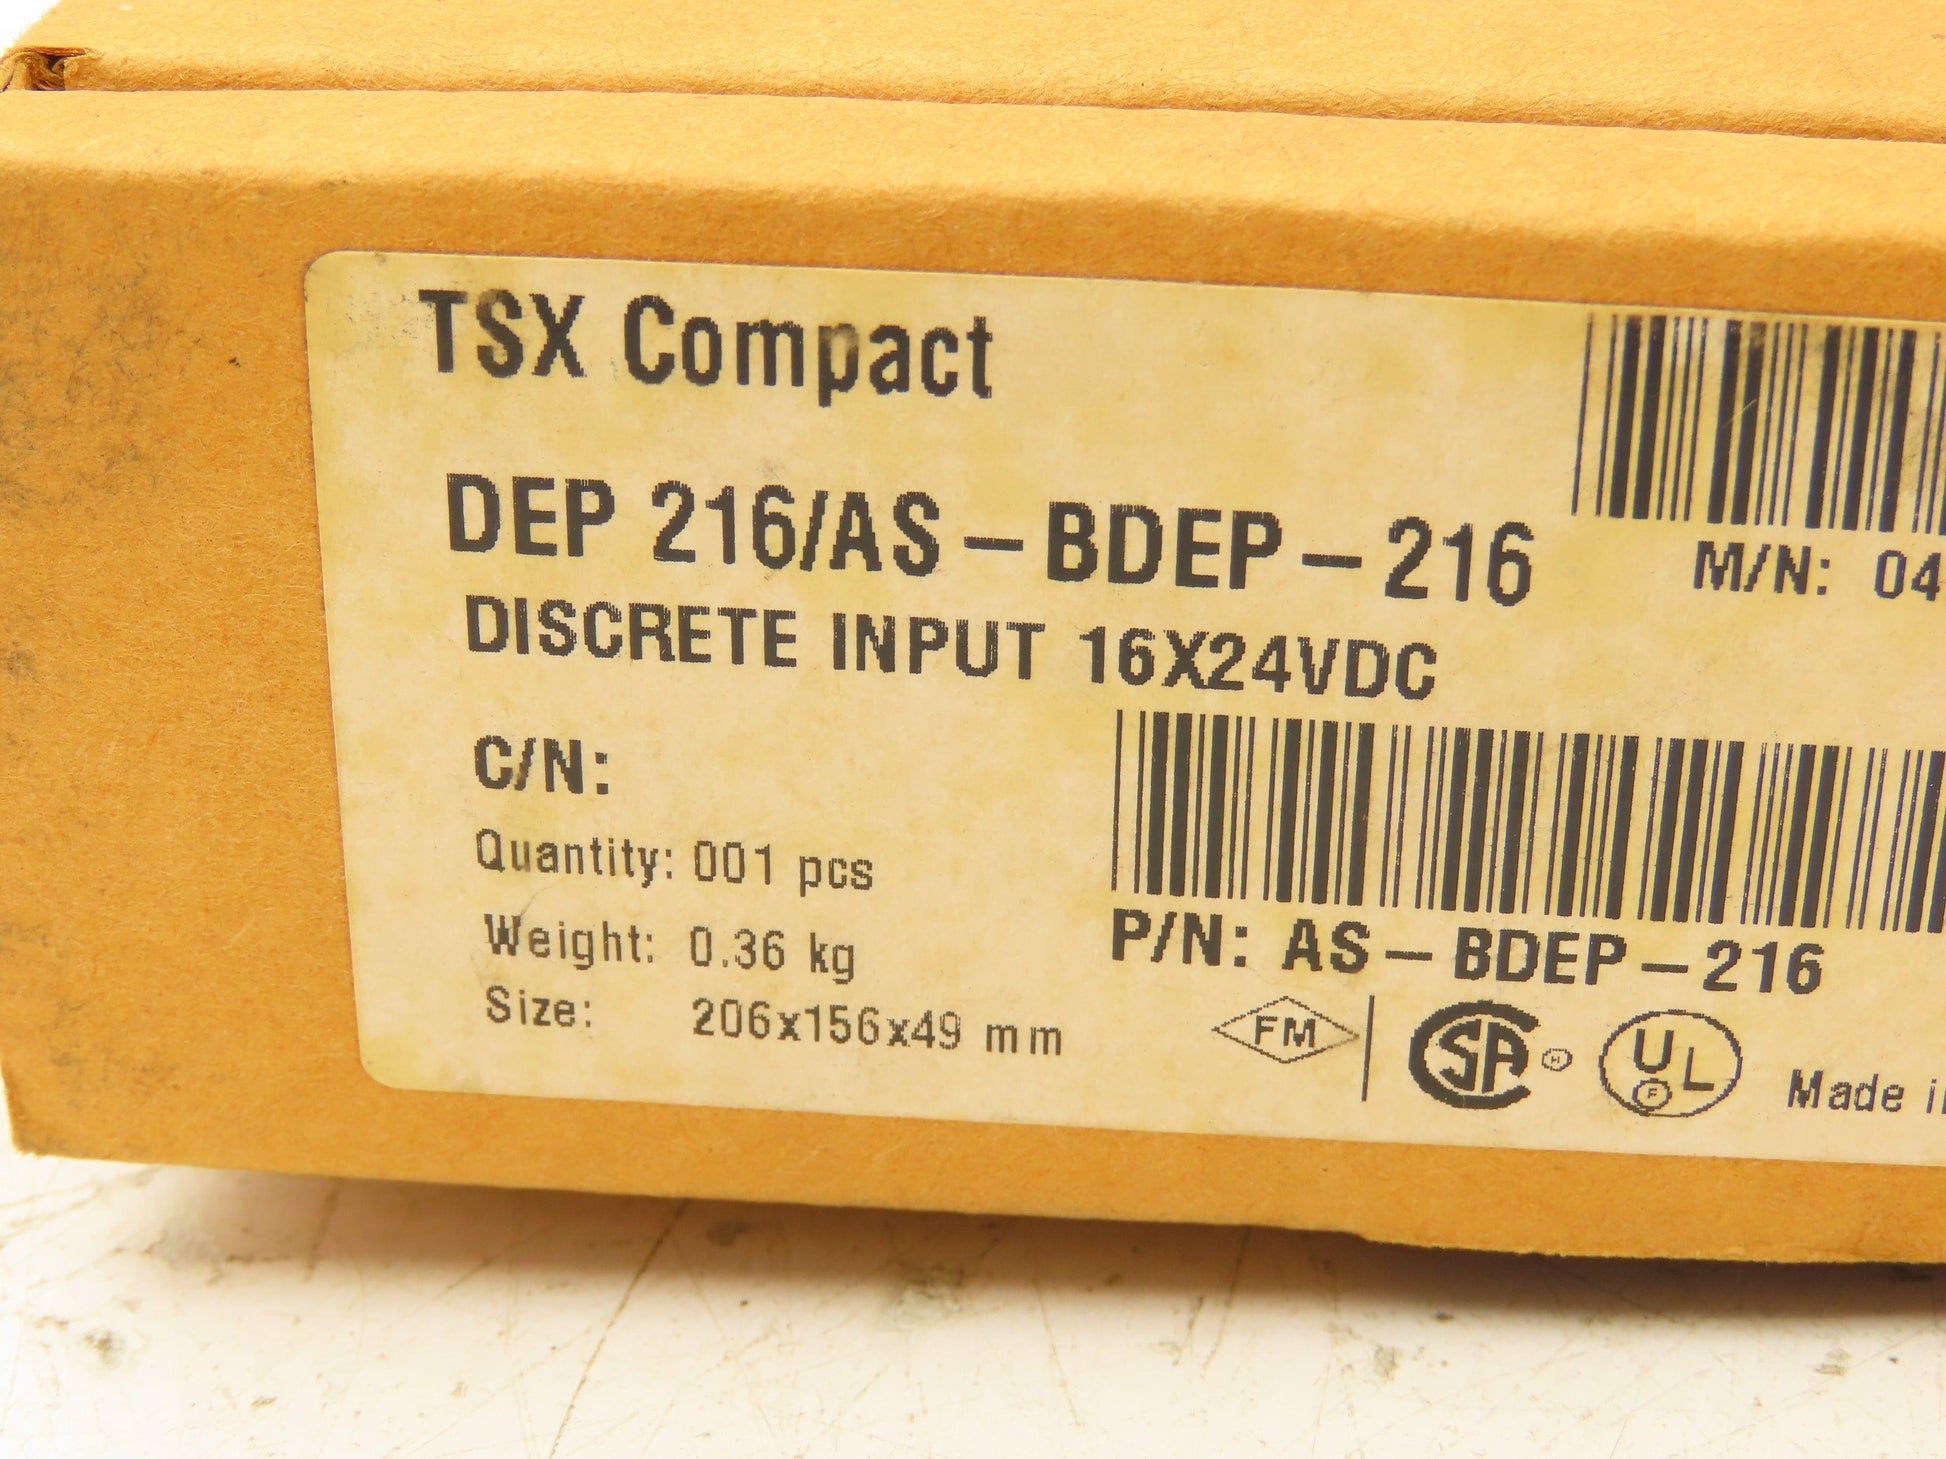 TSX Compact
DEP 216/AS-BDEP-216
M/N: 04
DISCRETE INPUT 16X24VDC
C/N:
Quantity: 001 pcs
Weight: 0.36 kg
P/N: AS-BDEP-216
Size: 206x156x49 mm
FM
CSA
UL
Made